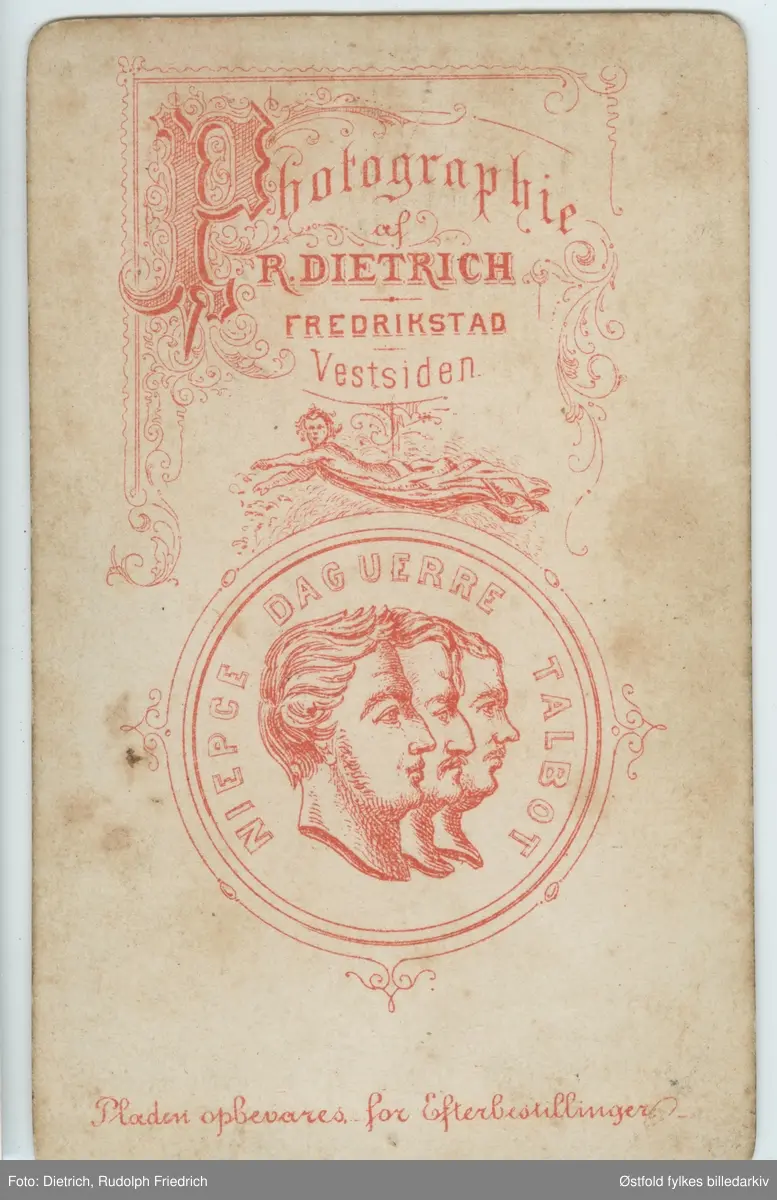 Photographie
af
R. DIETRICH
FREDRIKSTAD
Vestsiden.
NIEPCE DAGUERRE TALBOT
Pladen opbevares for Efterbestillinger
Foto: Dietrich, Rudolph Friedrich
Østfold fylkes billedarkiv